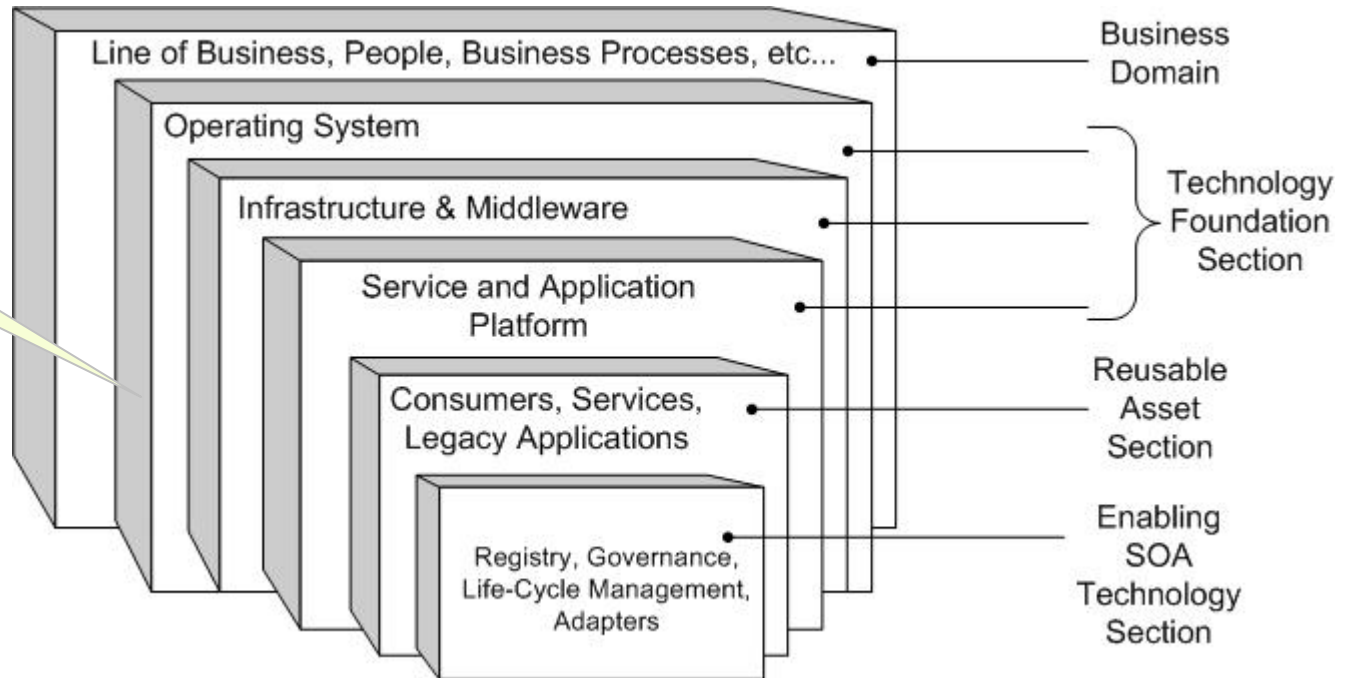 Line of Business, People, Business Processes, etc...
Operating System
Infrastructure & Middleware
Service and Application
Platform
Consumers, Services,
Legacy Applications
Registry, Governance,
Life-Cycle Management,
Adapters
Business
Domain
Technology
Foundation
Section
Reusable
Asset
Section
Enabling
SOA
Technology
Section